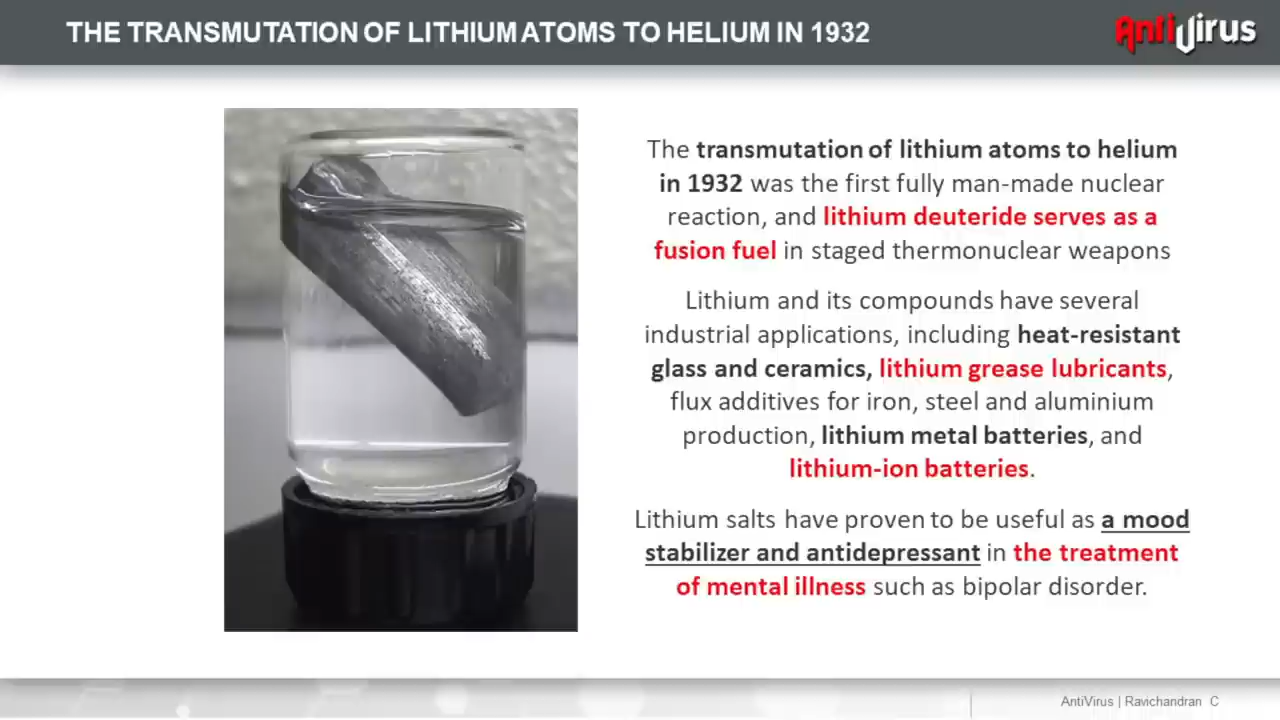 THE TRANSMUTATION OF LITHIUM ATOMS TO HELIUM IN 1932
AntiVirus
The transmutation of lithium atoms to helium
in 1932 was the first fully man-made nuclear
reaction, and lithium deuteride serves as a
fusion fuel in staged thermonuclear weapons
Lithium and its compounds have several
industrial applications, including heat-resistant
glass and ceramics, lithium grease lubricants,
flux additives for iron, steel and aluminium
production, lithium metal batteries, and
lithium-ion batteries.
Lithium salts have proven to be useful as a mood
stabilizer and antidepressant in the treatment
of mental illness such as bipolar disorder.
AntiVirus | Ravichandran C